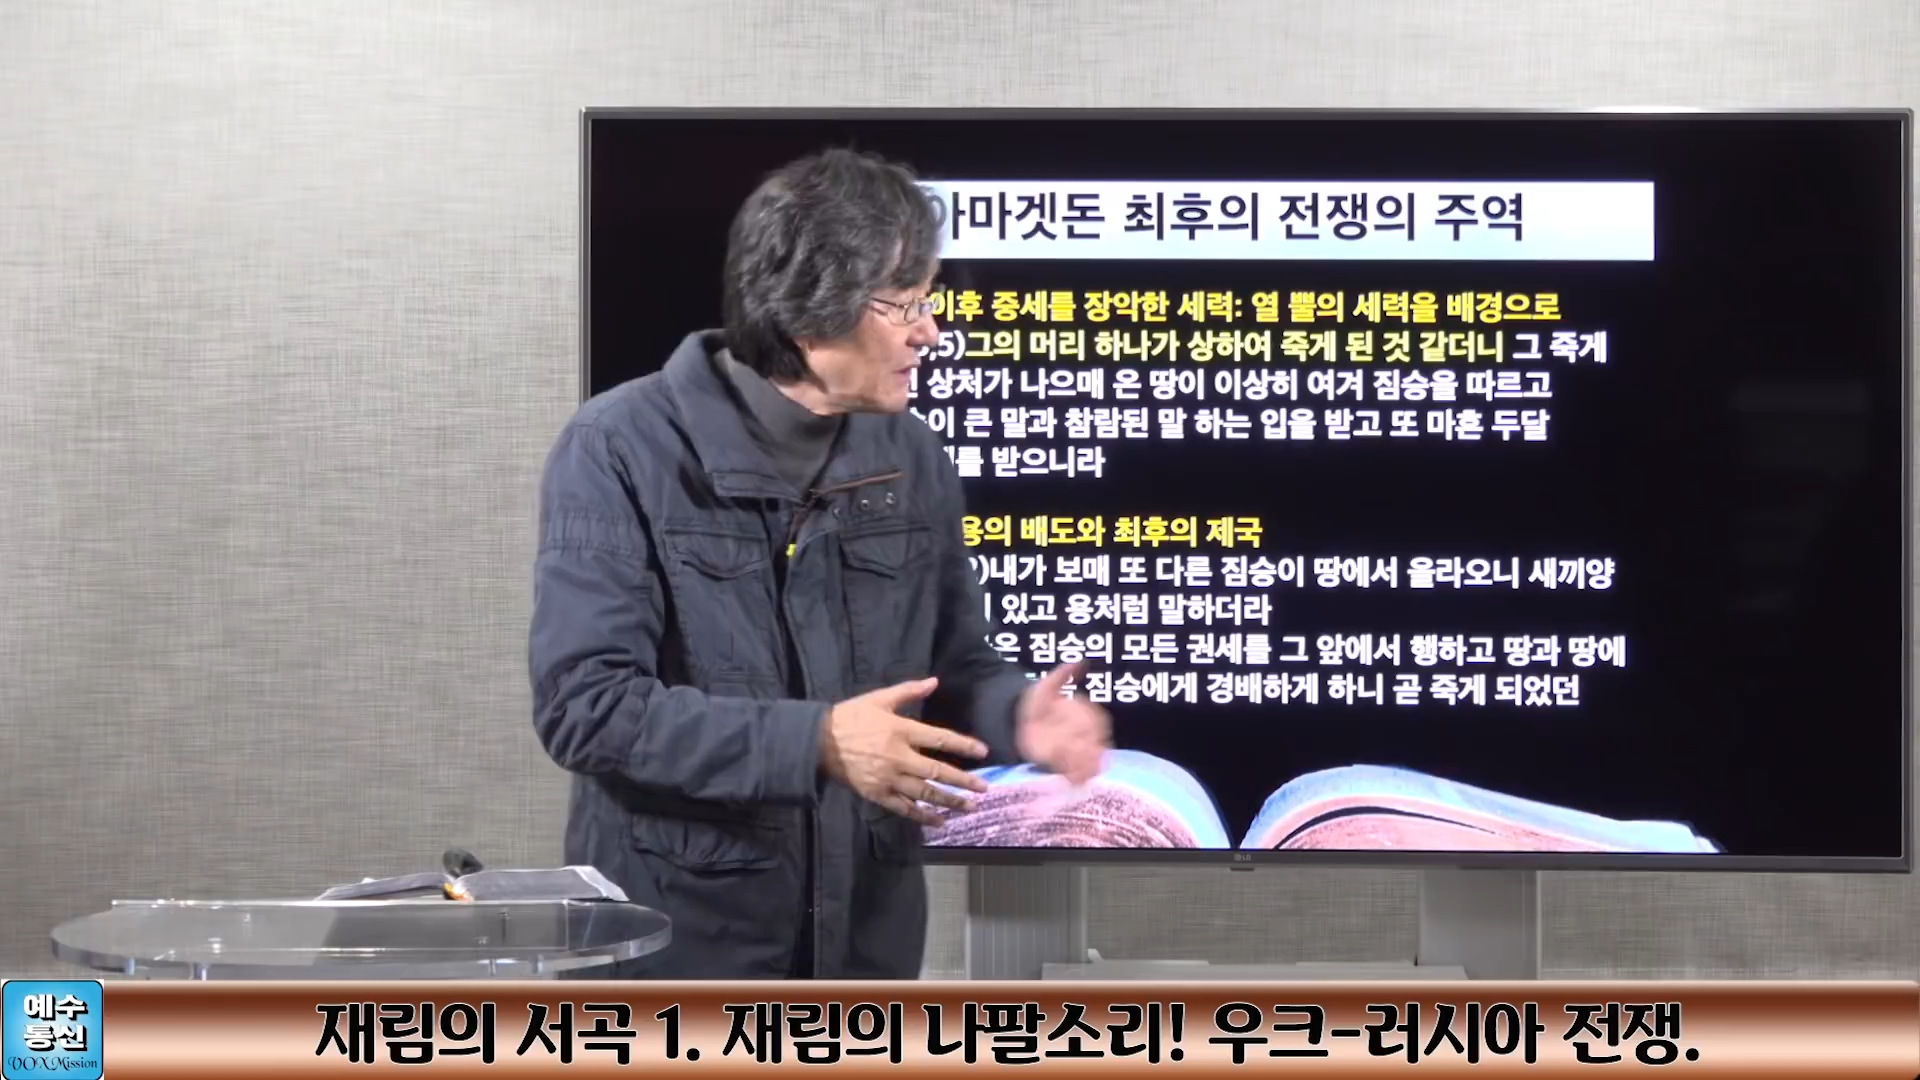 아마겟돈 최후의 전쟁의 주역
이후 중세를 장악한 세력: 열 뿔의 세력을 배경으로
,5)그의 머리 하나가 상하여 죽게 된 것 같더니 그 죽게
상처가 나으매 온 땅이 이상히 여겨 짐승을 따르고
큰 말과 참람된 말 하는 입을 받고 또 마흔 두달
받으니라
용의 배도와 최후의 제국
)내가 보매 또 다른 짐승이 땅에서 올라오니 새끼양
있고 용처럼 말하더라
짐승의 모든 권세를 그 앞에서 행하고 땅과 땅에
짐승에게 경배하게 하니 곧 죽게 되었던
LG
예수
통신
VOX Mission
재림의 서곡 1. 재림의 나팔소리! 우크-러시아 전쟁.